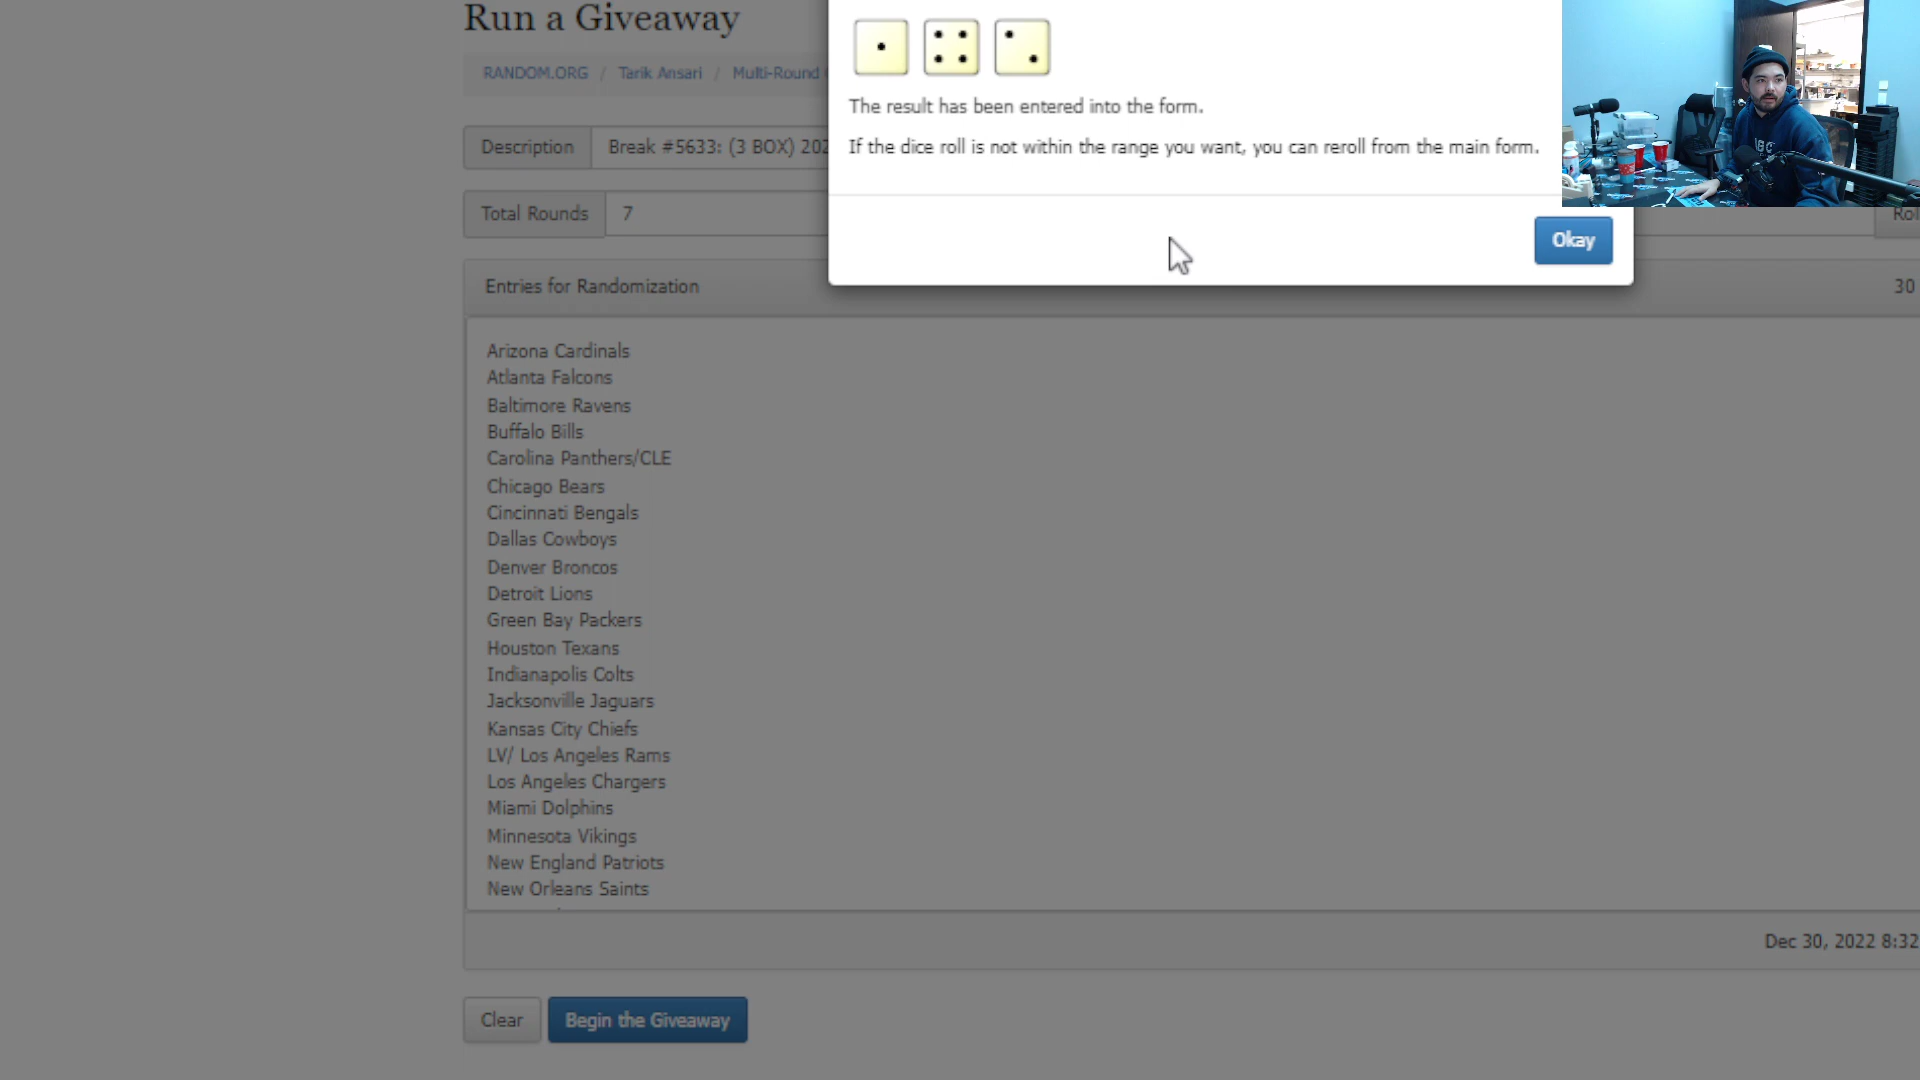 Run a Giveaway
RANDOM.ORG / Tarik Ansari / Multi-Round
The result has been entered into the form.
If the dice roll is not within the range you want, you can reroll from the main form.
Description Break #5633: (3 BOX) 202
Total Rounds 7
Okay
Entries for Randomization 30
Arizona Cardinals
Atlanta Falcons
Baltimore Ravens
Buffalo Bills
Carolina Panthers/CLE
Chicago Bears
Cincinnati Bengals
Dallas Cowboys
Denver Broncos
Detroit Lions
Green Bay Packers
Houston Texans
Indianapolis Colts
Jacksonville Jaguars
Kansas City Chiefs
LV/ Los Angeles Rams
Los Angeles Chargers
Miami Dolphins
Minnesota Vikings
New England Patriots
New Orleans Saints
Dec 30, 2022 8:32
Clear Begin the Giveaway